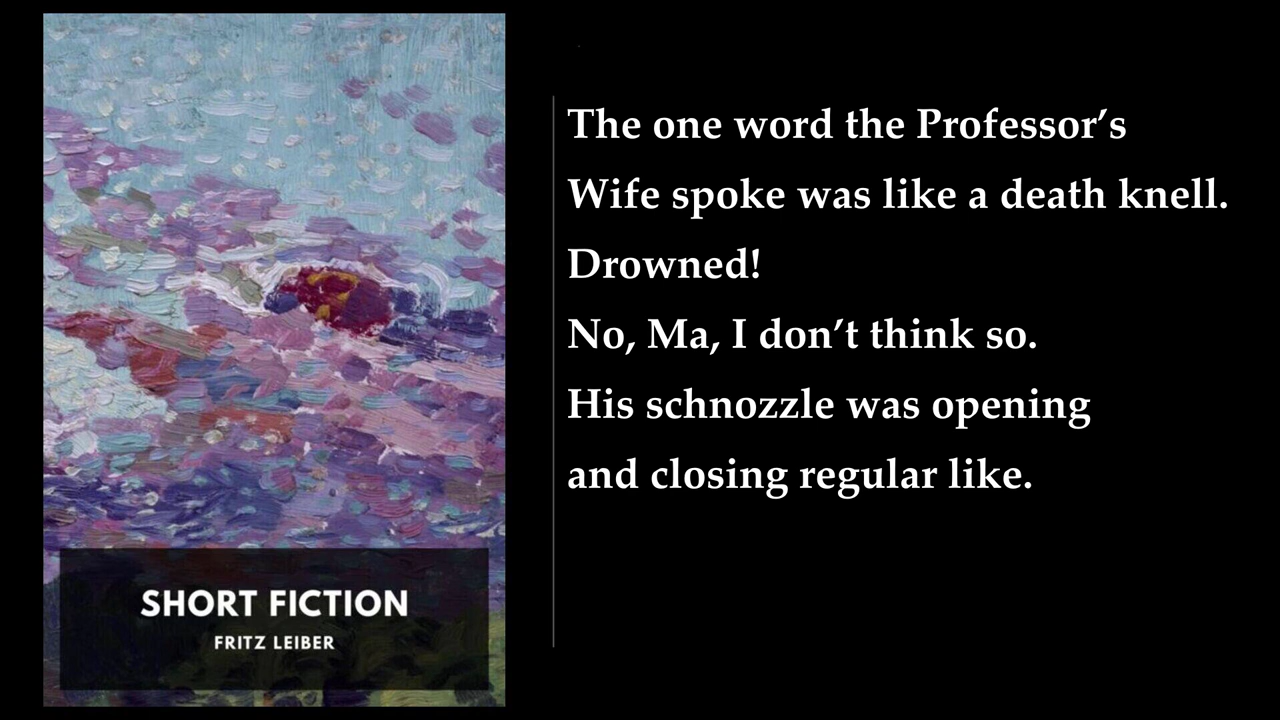 SHORT FICTION
FRITZ LEIBER
The one word the Professor’s
Wife spoke was like a death knell.
Drowned!
No, Ma, I don’t think so.
His schnozzle was opening
and closing regular like.